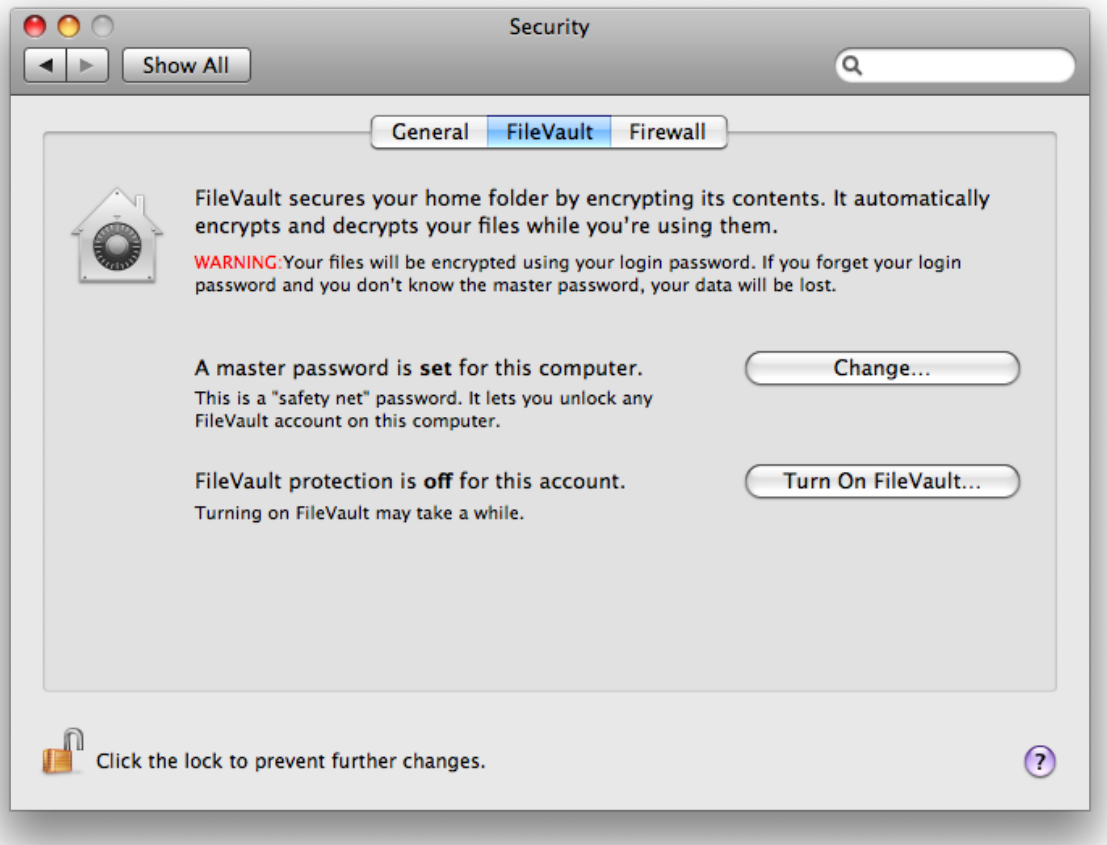 Security
Show All
General FileVault Firewall
FileVault secures your home folder by encrypting its contents. It automatically
encrypts and decrypts your files while you're using them.
WARNING:Your files will be encrypted using your login password. If you forget your login
password and you don't know the master password, your data will be lost.
A master password is set for this computer. Change...
This is a "safety net" password. It lets you unlock any
FileVault account on this computer.
FileVault protection is off for this account. Turn On FileVault...
Turning on FileVault may take a while.
Click the lock to prevent further changes. ?